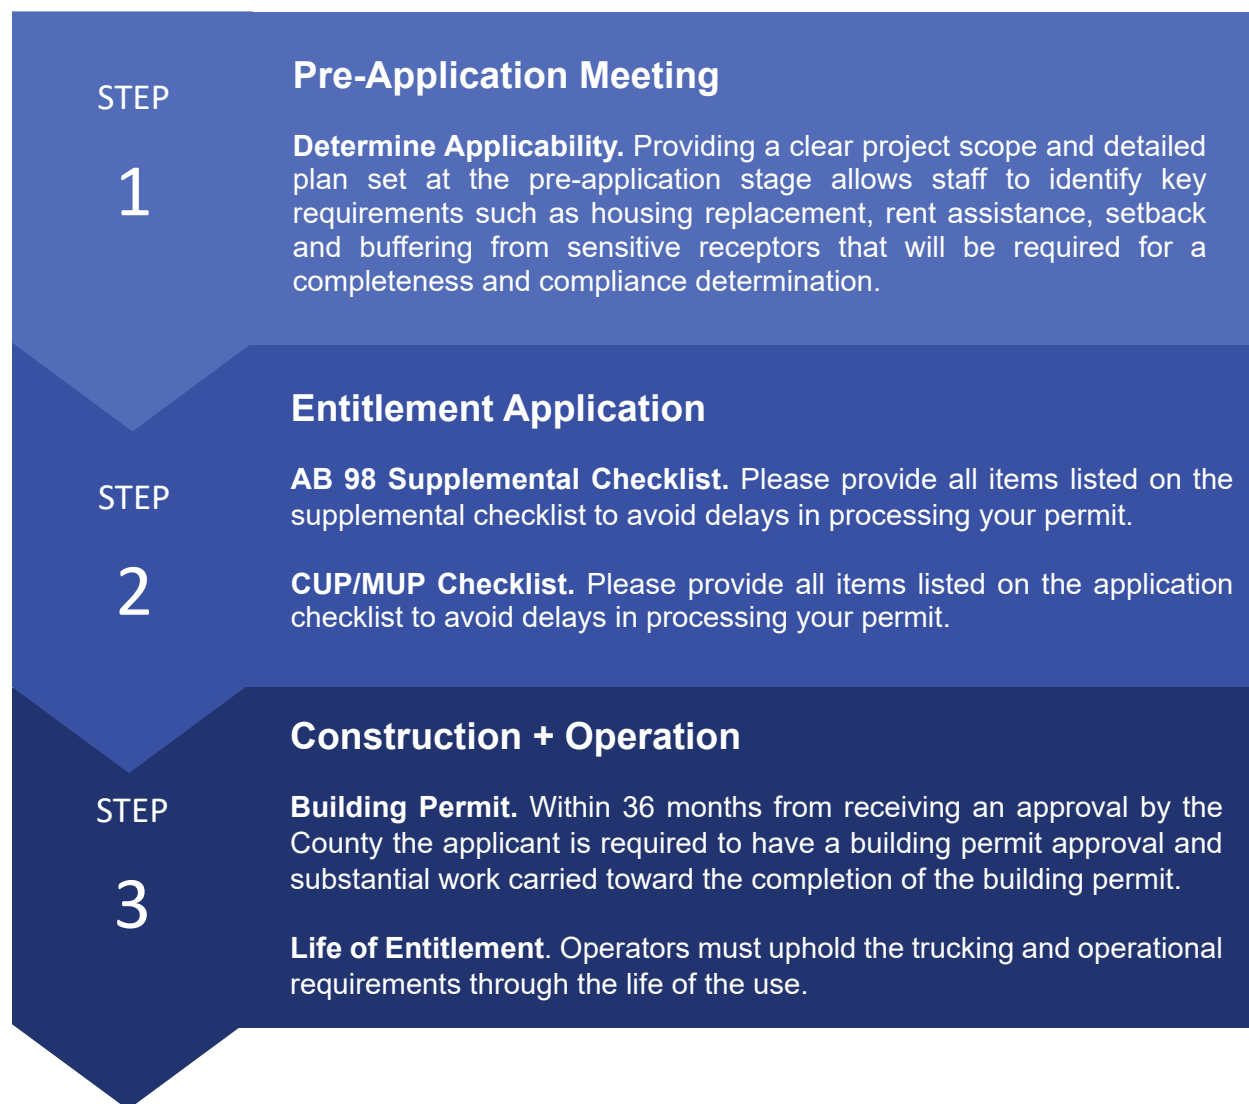 STEP
1
Pre-Application Meeting
Determine Applicability. Providing a clear project scope and detailed
plan set at the pre-application stage allows staff to identify key
requirements such as housing replacement, rent assistance, setback
and buffering from sensitive receptors that will be required for a
completeness and compliance determination.
STEP
2
Entitlement Application
AB 98 Supplemental Checklist. Please provide all items listed on the
supplemental checklist to avoid delays in processing your permit.
CUP/MUP Checklist. Please provide all items listed on the application
checklist to avoid delays in processing your permit.
STEP
3
Construction + Operation
Building Permit. Within 36 months from receiving an approval by the
County the applicant is required to have a building permit approval and
substantial work carried toward the completion of the building permit.
Life of Entitlement. Operators must uphold the trucking and operational
requirements through the life of the use.